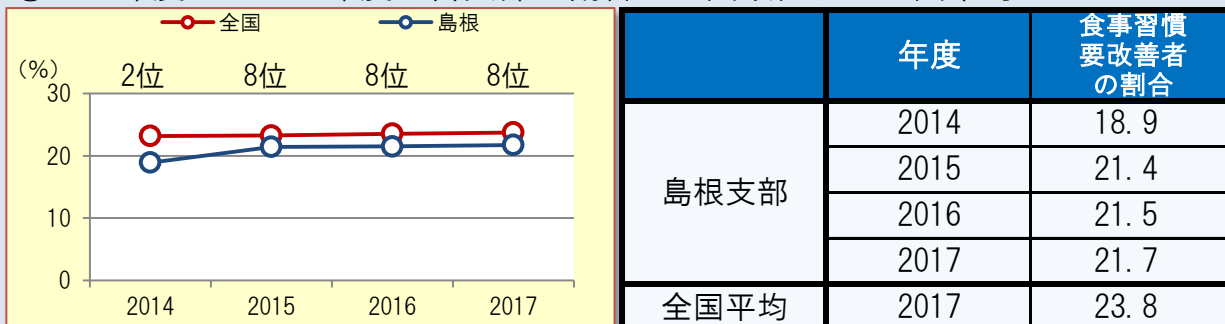 全国 島根
(%) 2位 8位 8位 8位
30
20
10
0
2014 2015 2016 2017
年度 食事習慣
要改善者
の割合
島根支部 2014 18.9
2015 21.4
2016 21.5
2017 21.7
全国平均 2017 23.8